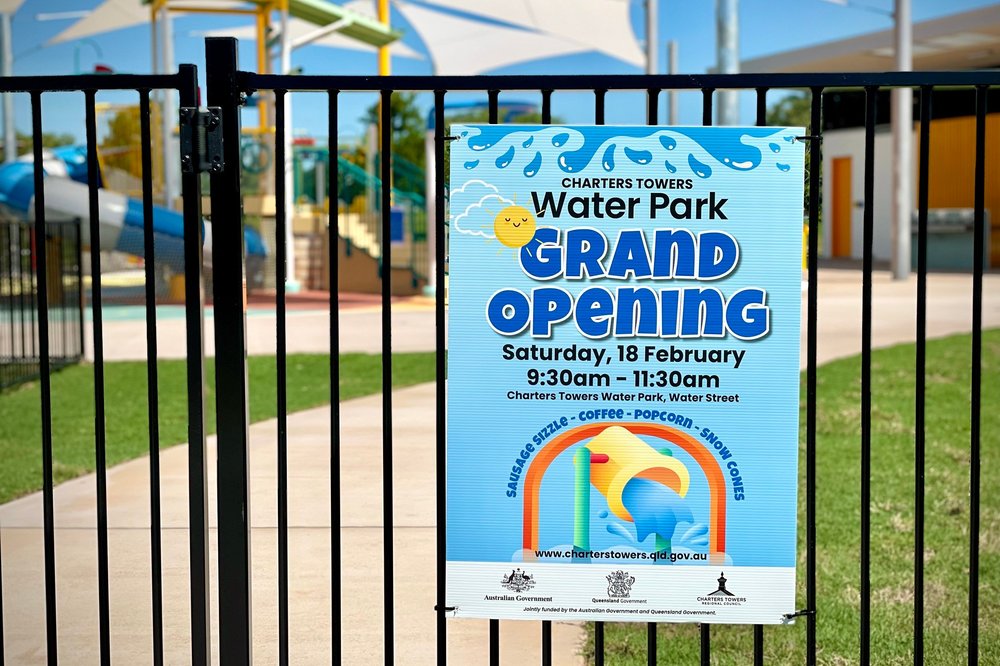 CHARTERS TOWERS
Water Park
GRAND
OPENING
Saturday, 18 February
9:30am - 11:30am
Charters Towers Water Park, Water Street
SAUSAGE SIZZLE - COFFEE - POPCORN - SNOW CONES
www.charterstowers.qld.gov.au
Australian Government
Queensland Government
CHARTERS TOWERS
REGIONAL COUNCIL
Jointly funded by the Australian Government and Queensland Government.